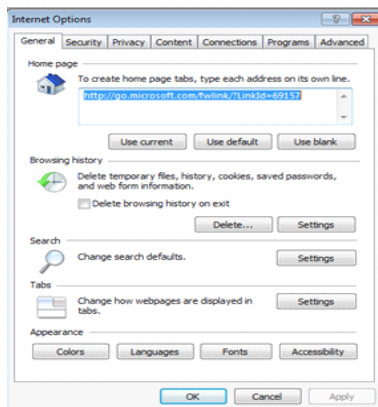 Internet Options
General Security Privacy Content Connections Programs Advanced
Home page
To create home page tabs, type each address on its own line.
http://go.microsoft.com/fwlink/?LinkId=69157
Use current Use default Use blank
Browsing history
Delete temporary files, history, cookies, saved passwords,
and web form information.
Delete browsing history on exit
Delete... Settings
Search
Change search defaults. Settings
Tabs
Change how webpages are displayed in Settings
tabs.
Appearance
Colors Languages Fonts Accessibility
OK Cancel Apply